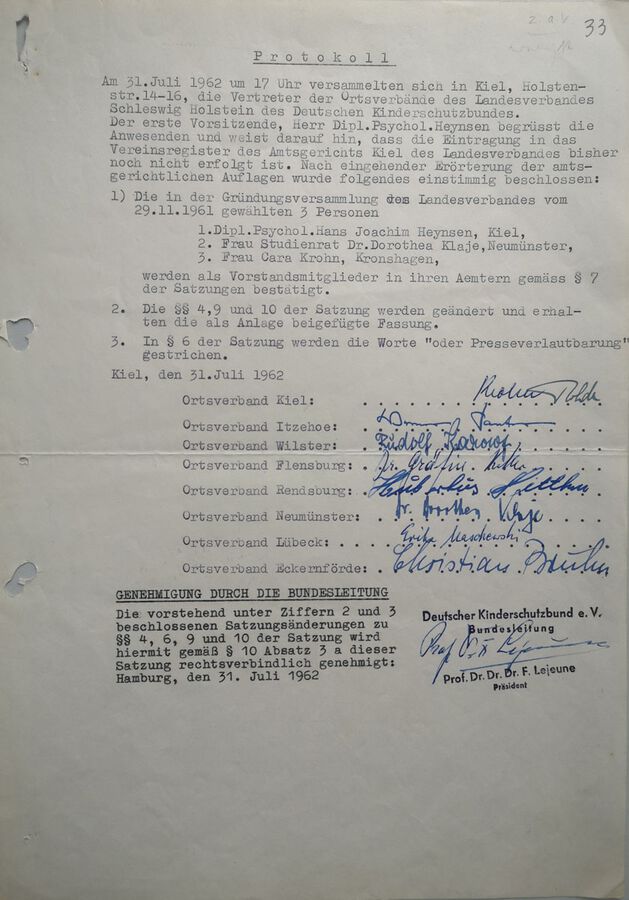 2. a.V.
33
Protokoll
Am 31.Juli 1962 um 17 Uhr versammelten sich in Kiel, Holsten-
str.14-16, die Vertreter der Ortsverbände des Landesverbandes
Schleswig Holstein des Deutschen Kinderschutzbundes.
Der erste Vorsitzende, Herr Dipl.Psychol.Heynsen begrüsst die
Anwesenden und weist darauf hin, dass die Eintragung in das
Vereinsregister des Amtsgerichts Kiel des Landesverbandes bisher
noch nicht erfolgt ist. Nach eingehender Erörterung der amts-
gerichtlichen Auflagen wurde folgendes einstimmig beschlossen:
1) Die in der Gründungsversammlung des Landesverbandes vom
29.11.1961 gewählten 3 Personen
1.Dipl.Psychol.Hans Joachim Heynsen, Kiel,
2. Frau Studienrat Dr.Dorothea Klaje,Neumünster,
3. Frau Cara Krohn, Kronshagen,
werden als Vorstandsmitglieder in ihren Aemtern gemäss § 7
der Satzungen bestätigt.
2. Die §§ 4,9 und 10 der Satzung werden geändert und erhal-
ten die als Anlage beigefügte Fassung.
3. In § 6 der Satzung werden die Worte "oder Presseverlautbarung"
gestrichen.
Kiel, den 31.Juli 1962
Ortsverband Kiel:
Ortsverband Itzehoe:
Ortsverband Wilster: Rudolf
Ortsverband Flensburg: Dr. Gräfin
Ortsverband Rendsburg: Hubertus
Ortsverband Neumünster: Dr. Dorothea Klaje
Ortsverband Lübeck: Erika
Ortsverband Eckernförde: Christian Bruhn
GENEHMIGUNG DURCH DIE BUNDESLEITUNG
Die vorstehend unter Ziffern 2 und 3
beschlossenen Satzungsänderungen zu
§§ 4, 6, 9 und 10 der Satzung wird
hiermit gemäß § 10 Absatz 3 a dieser
Satzung rechtsverbindlich genehmigt:
Hamburg, den 31. Juli 1962
Deutscher Kinderschutzbund e.V.
Bundesleitung
Prof. Lejeune
Prof. Dr. Dr. Dr. F. Lejeune
Präsident